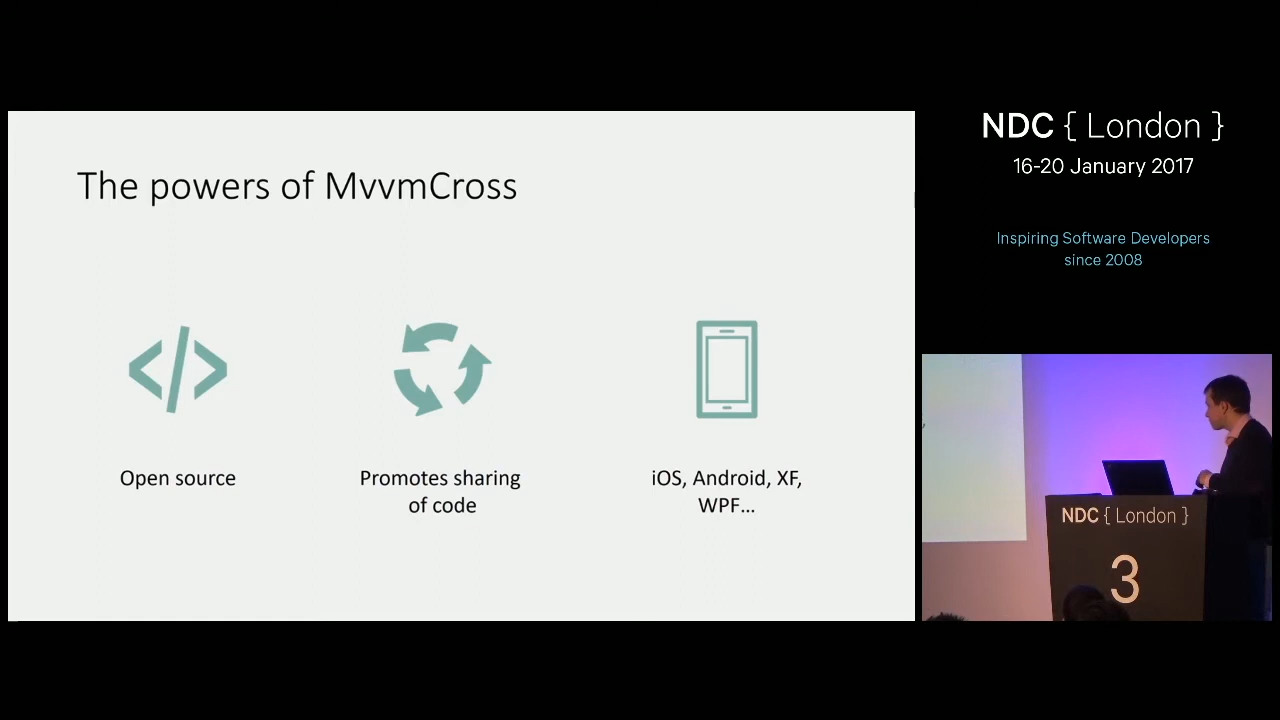 The powers of MvvmCross
Open source
Promotes sharing
of code
iOS, Android, XF,
WPF...
NDC { London }
16-20 January 2017
Inspiring Software Developers
since 2008
NDC { London }
3